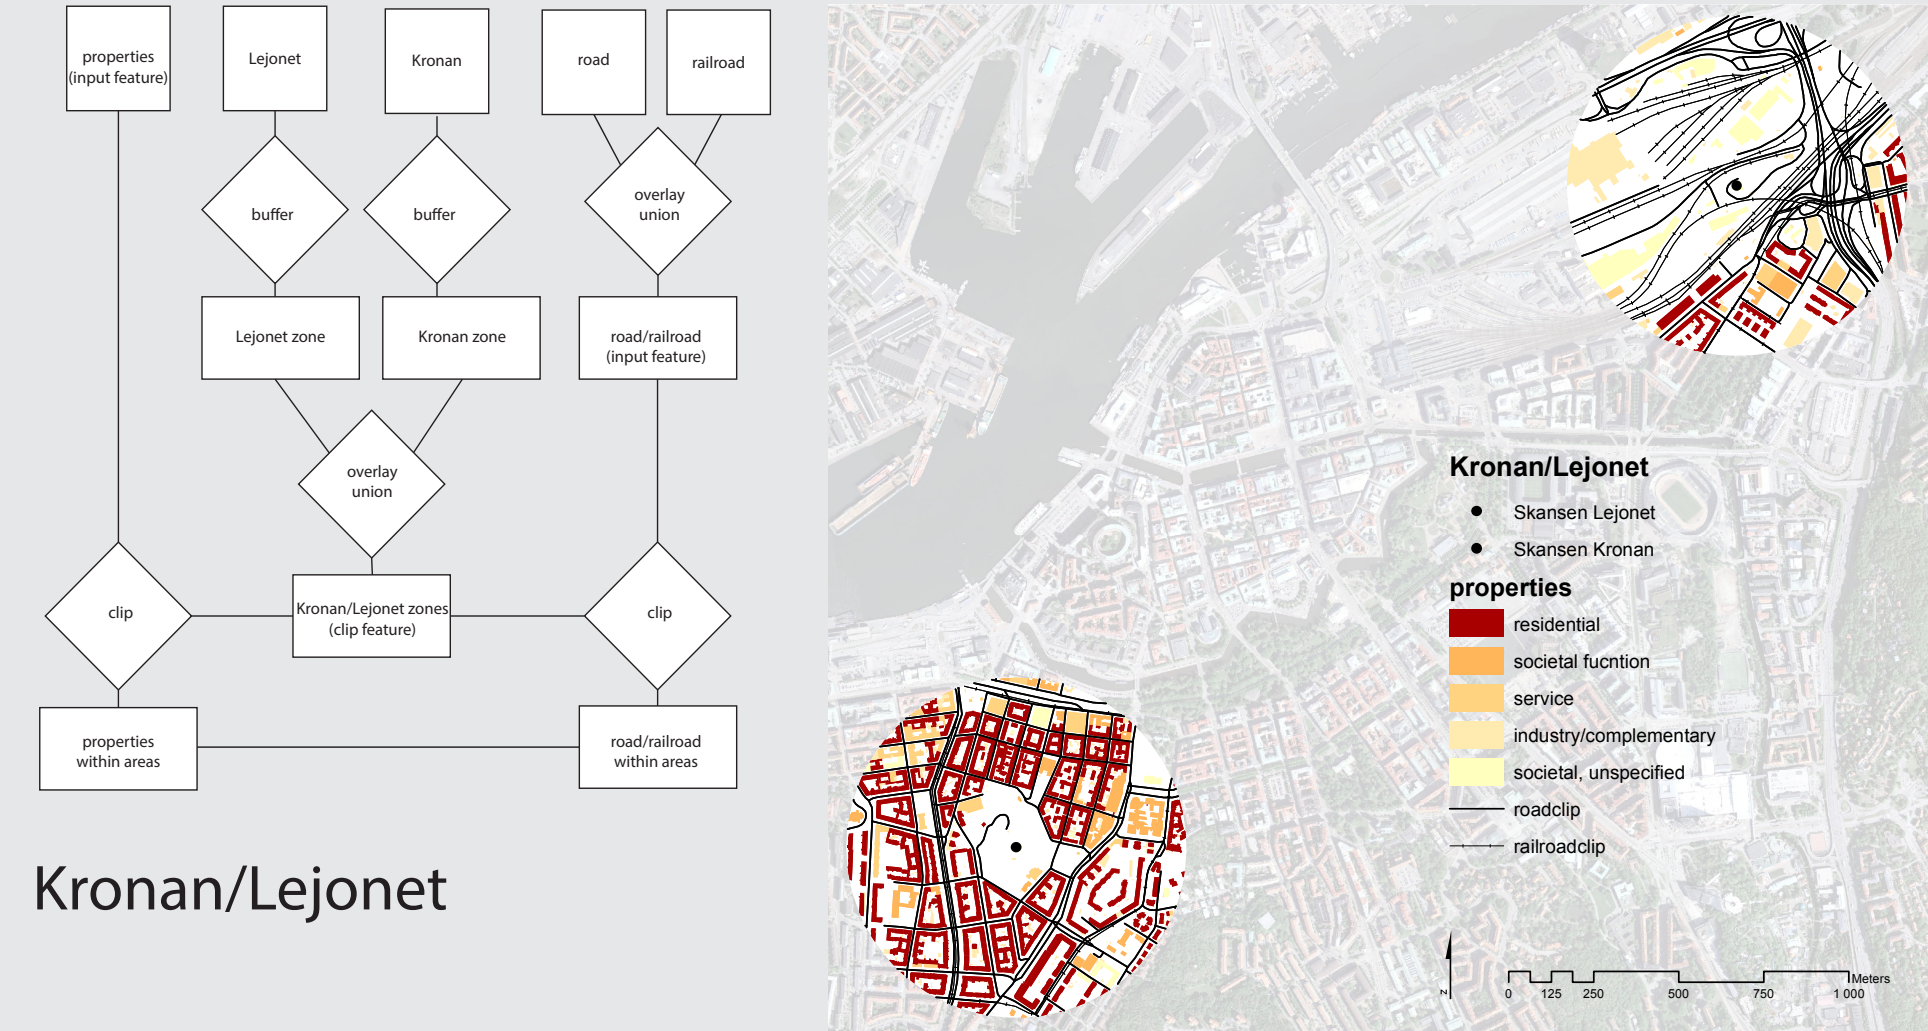 properties
(input feature)
Lejonet
Kronan
road
railroad
buffer
buffer
overlay
union
Lejonet zone
Kronan zone
road/railroad
(input feature)
overlay
union
clip
Kronan/Lejonet zones
(clip feature)
clip
properties
within areas
road/railroad
within areas
Kronan/Lejonet
Kronan/Lejonet
Skansen Lejonet
Skansen Kronan
properties
residential
societal fucntion
service
industry/complementary
societal, unspecified
roadclip
railroadclip
N
Meters
0 125 250 500 750 1 000